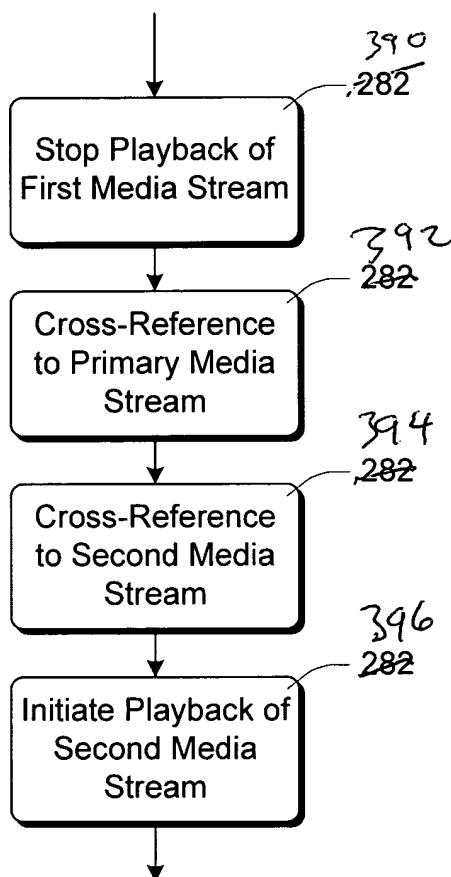 390
282
Stop Playback of
First Media Stream
392
282
Cross-Reference
to Primary Media
Stream
394
282
Cross-Reference
to Second Media
Stream
396
282
Initiate Playback of
Second Media
Stream